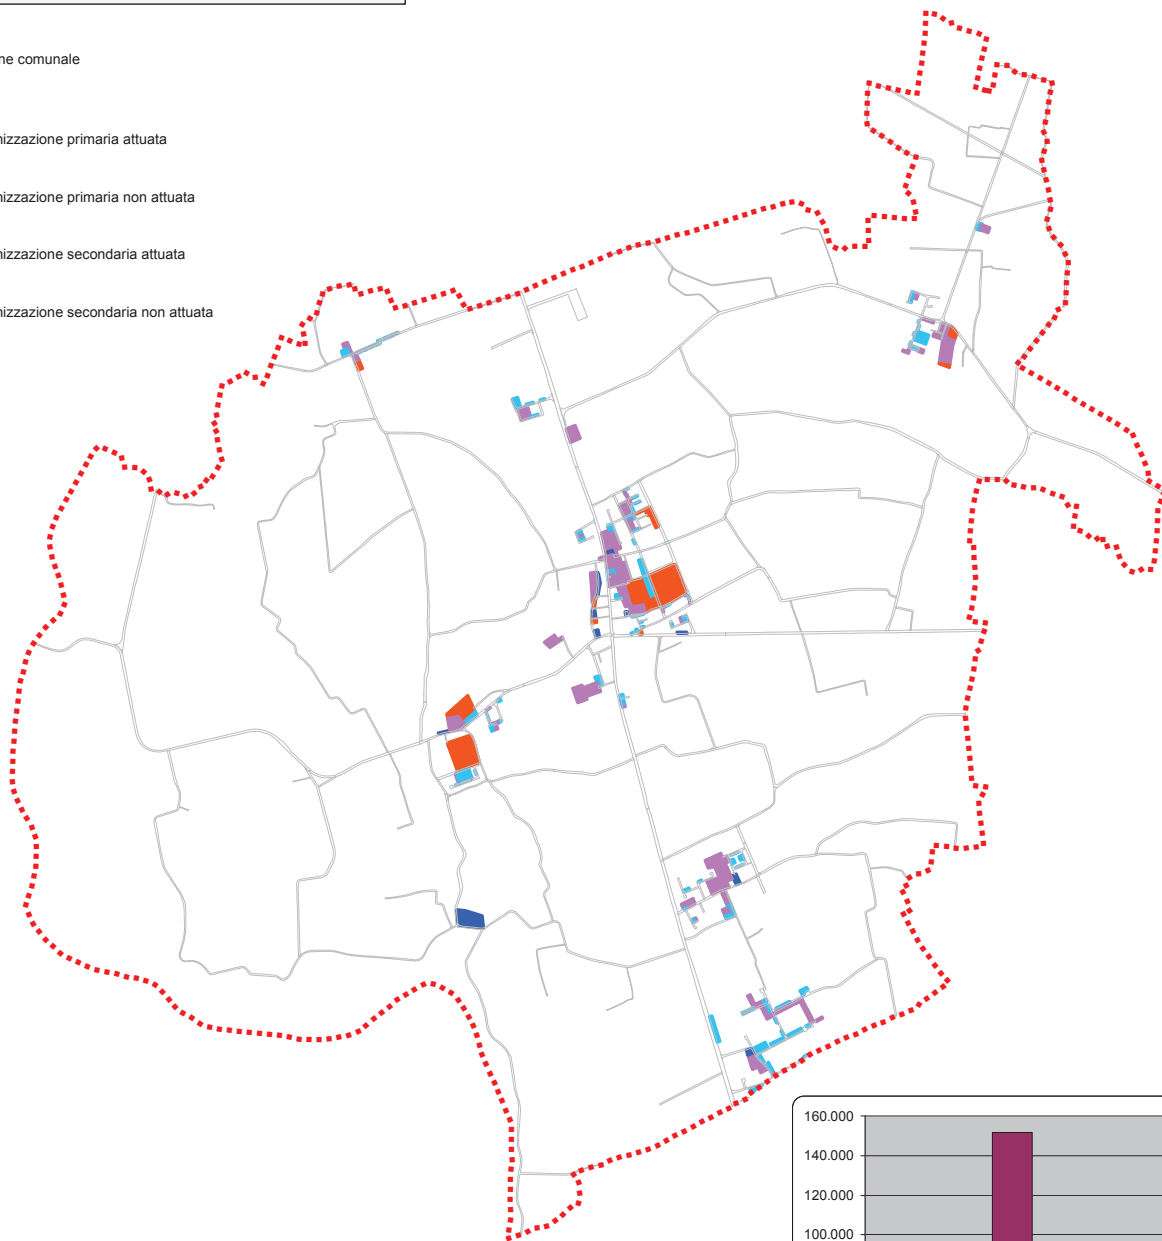 ne comunale
nizzazione primaria attuata
nizzazione primaria non attuata
nizzazione secondaria attuata
nizzazione secondaria non attuata
160.000
140.000
120.000
100.000